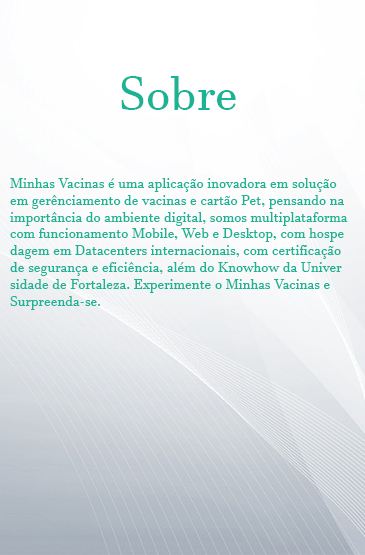 Sobre
Minhas Vacinas é uma aplicação inovadora em solução
em gerênciamento de vacinas e cartão Pet, pensando na
importância do ambiente digital, somos multiplataforma
com funcionamento Mobile, Web e Desktop, com hospe
dagem em Datacenters internacionais, com certificação
de segurança e eficiência, além do Knowhow da Univer
sidade de Fortaleza. Experimente o Minhas Vacinas e
Surpreenda-se.